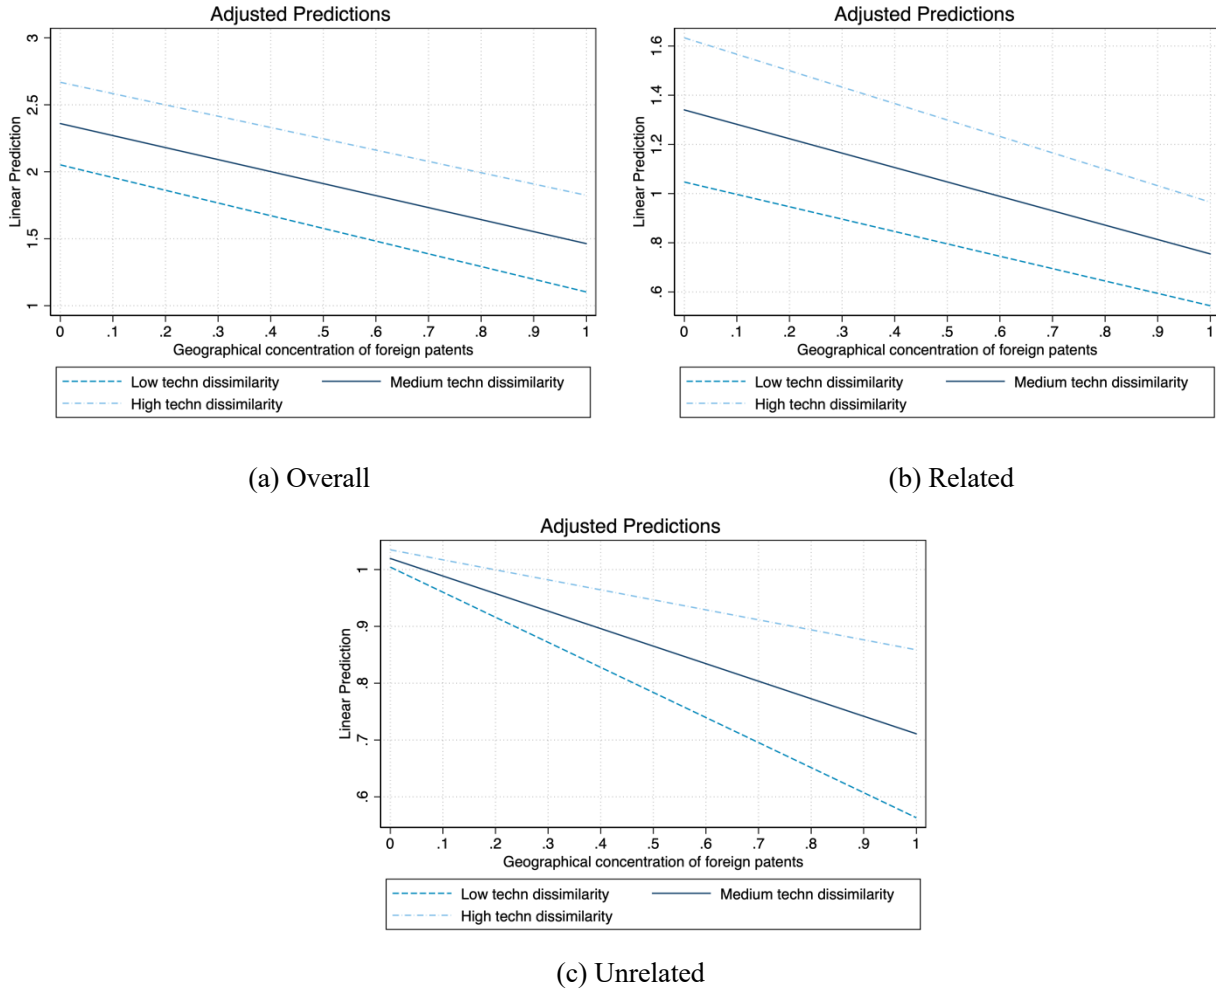 Adjusted Predictions
Linear Prediction
3
2.5
2
1.5
1
0 .1 .2 .3 .4 .5 .6 .7 .8 .9 1
Geographical concentration of foreign patents
Low techn dissimilarity Medium techn dissimilarity
High techn dissimilarity
(a) Overall
Adjusted Predictions
Linear Prediction
1.6
1.4
1.2
1
.8
.6
0 .1 .2 .3 .4 .5 .6 .7 .8 .9 1
Geographical concentration of foreign patents
Low techn dissimilarity Medium techn dissimilarity
High techn dissimilarity
(b) Related
Adjusted Predictions
Linear Prediction
1
.9
.8
.7
.6
0 .1 .2 .3 .4 .5 .6 .7 .8 .9 1
Geographical concentration of foreign patents
Low techn dissimilarity Medium techn dissimilarity
High techn dissimilarity
(c) Unrelated